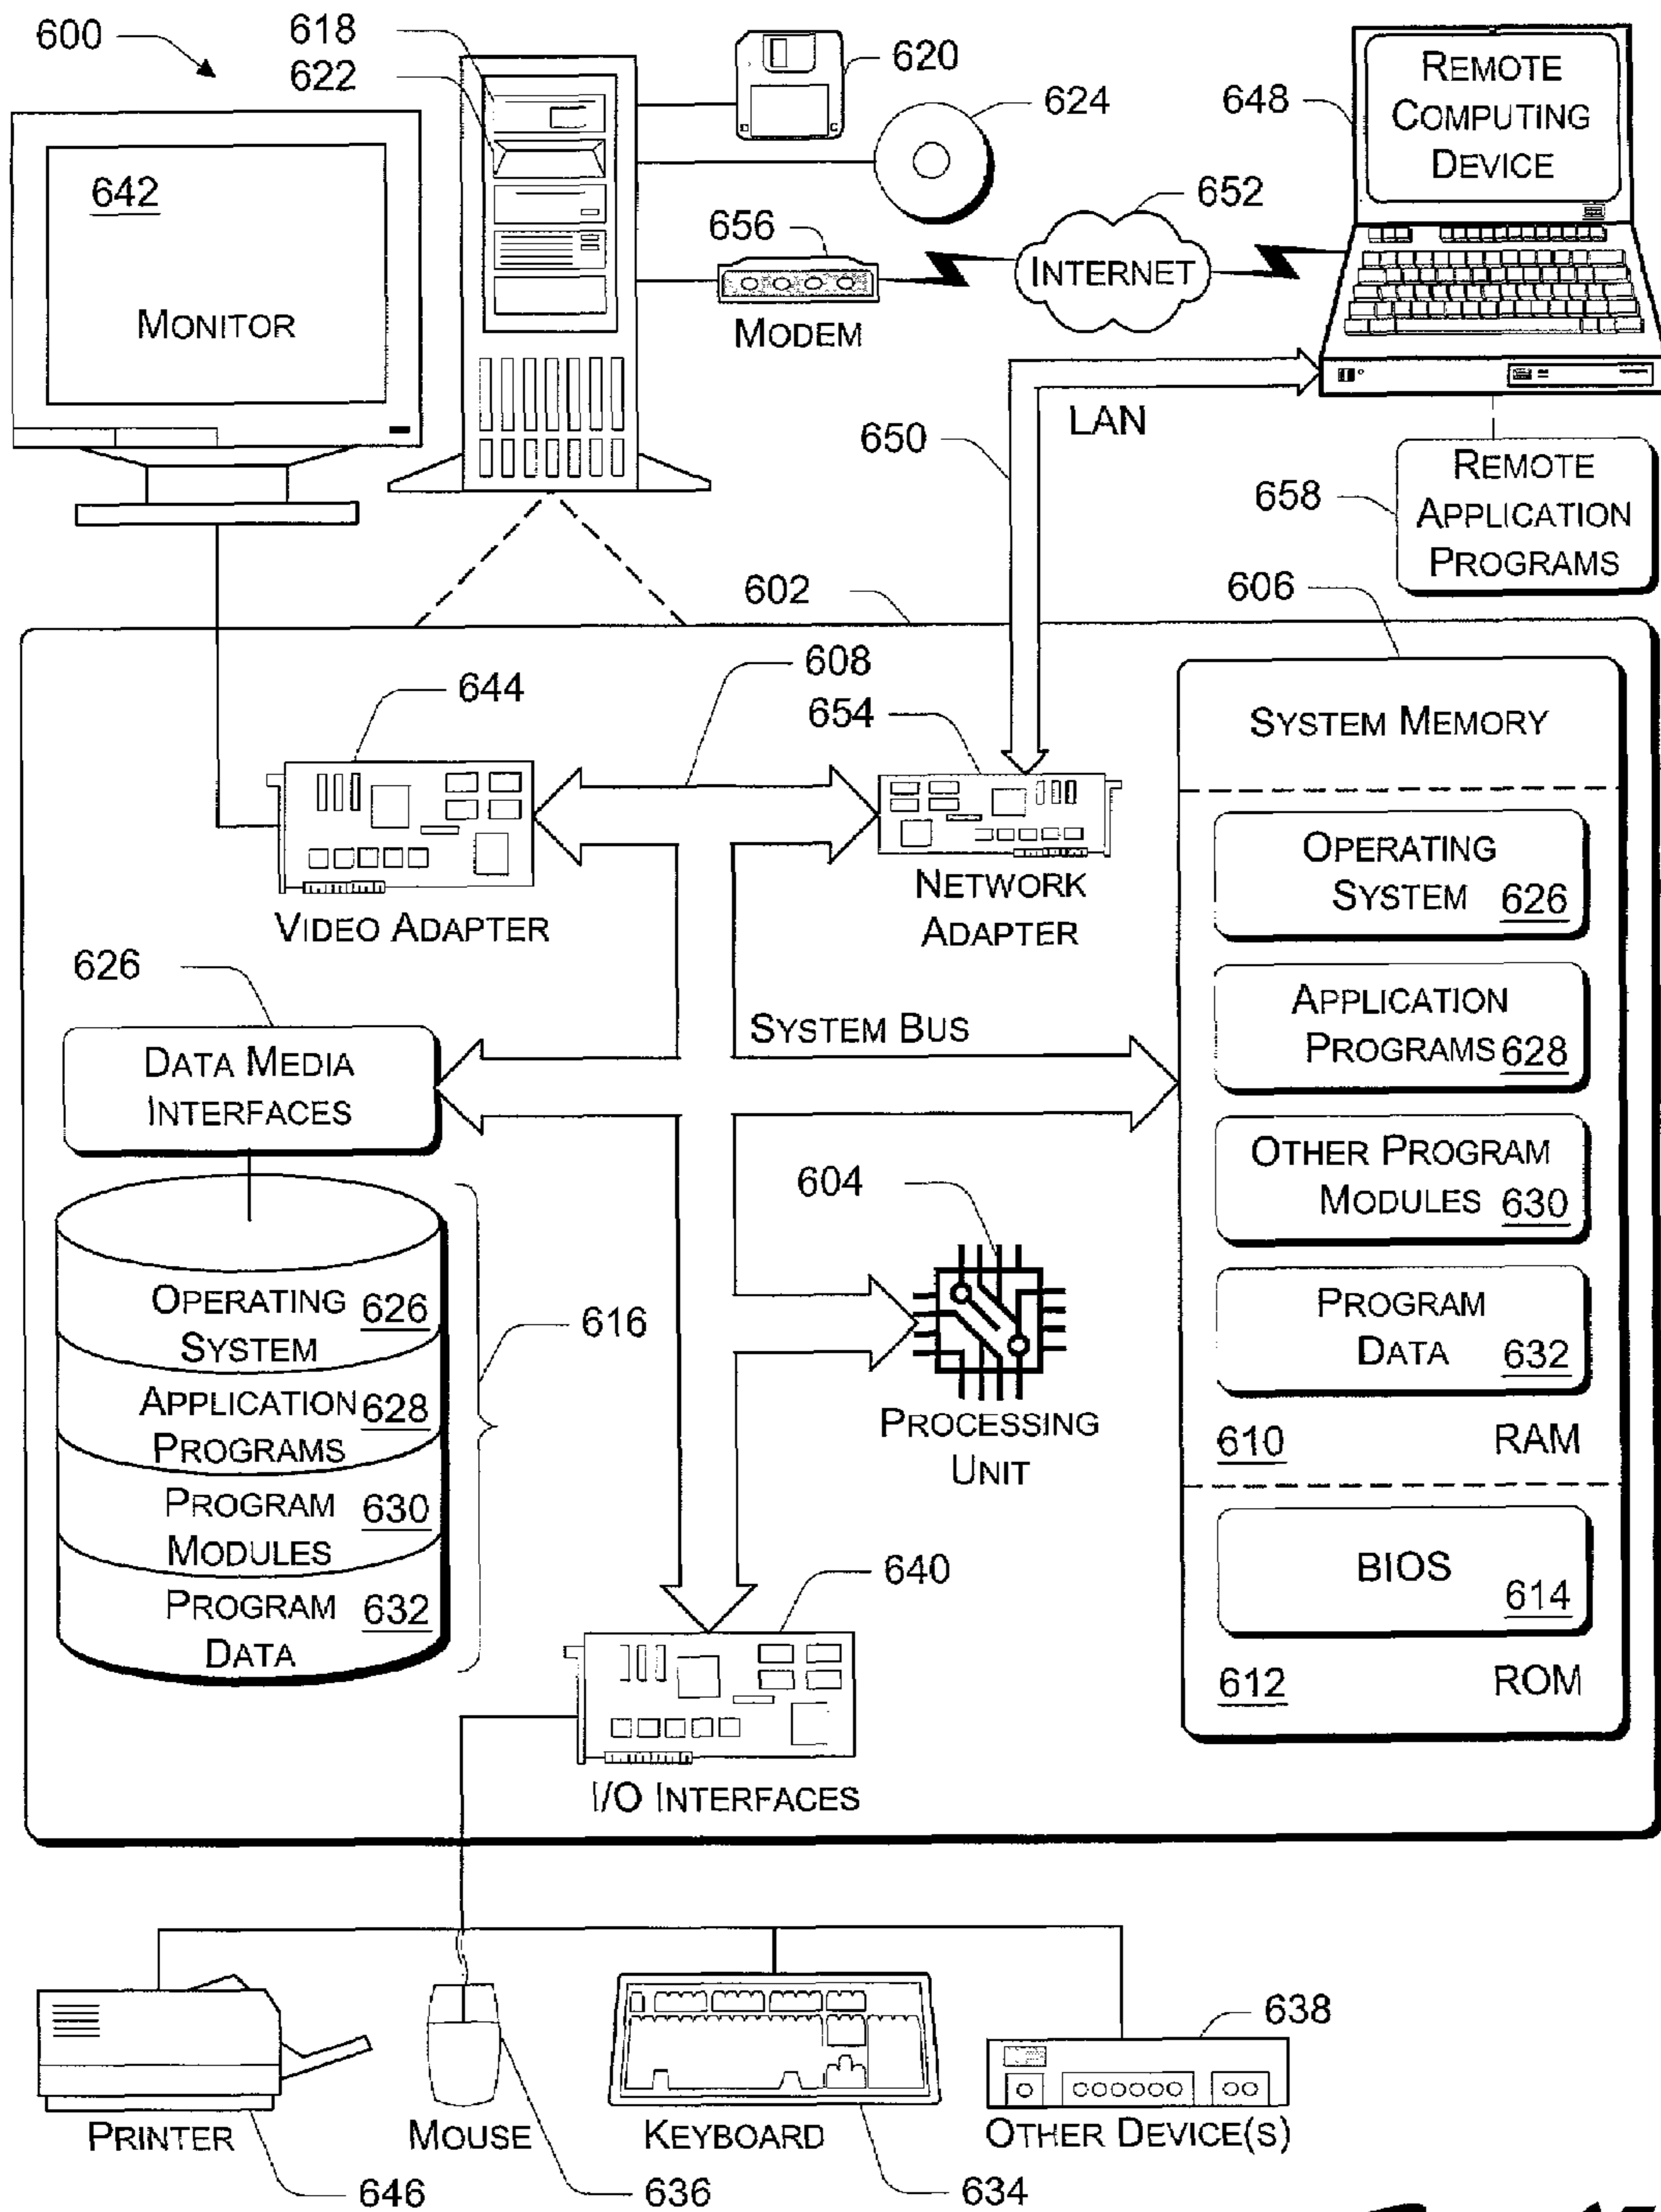 600
618
622
620
624
648
REMOTE
COMPUTING
DEVICE
642
MONITOR
656
MODEM
652
INTERNET
650
LAN
658
REMOTE
APPLICATION
PROGRAMS
602
606
608
644
654
VIDEO ADAPTER
NETWORK
ADAPTER
SYSTEM MEMORY
OPERATING
SYSTEM 626
APPLICATION
PROGRAMS 628
OTHER PROGRAM
MODULES 630
PROGRAM
DATA 632
610 RAM
BIOS
614
612 ROM
626
DATA MEDIA
INTERFACES
SYSTEM BUS
604
PROCESSING
UNIT
616
OPERATING 626
SYSTEM
APPLICATION 628
PROGRAMS
PROGRAM 630
MODULES
PROGRAM 632
DATA
640
I/O INTERFACES
PRINTER
646
MOUSE
636
KEYBOARD
634
638
OTHER DEVICE(S)